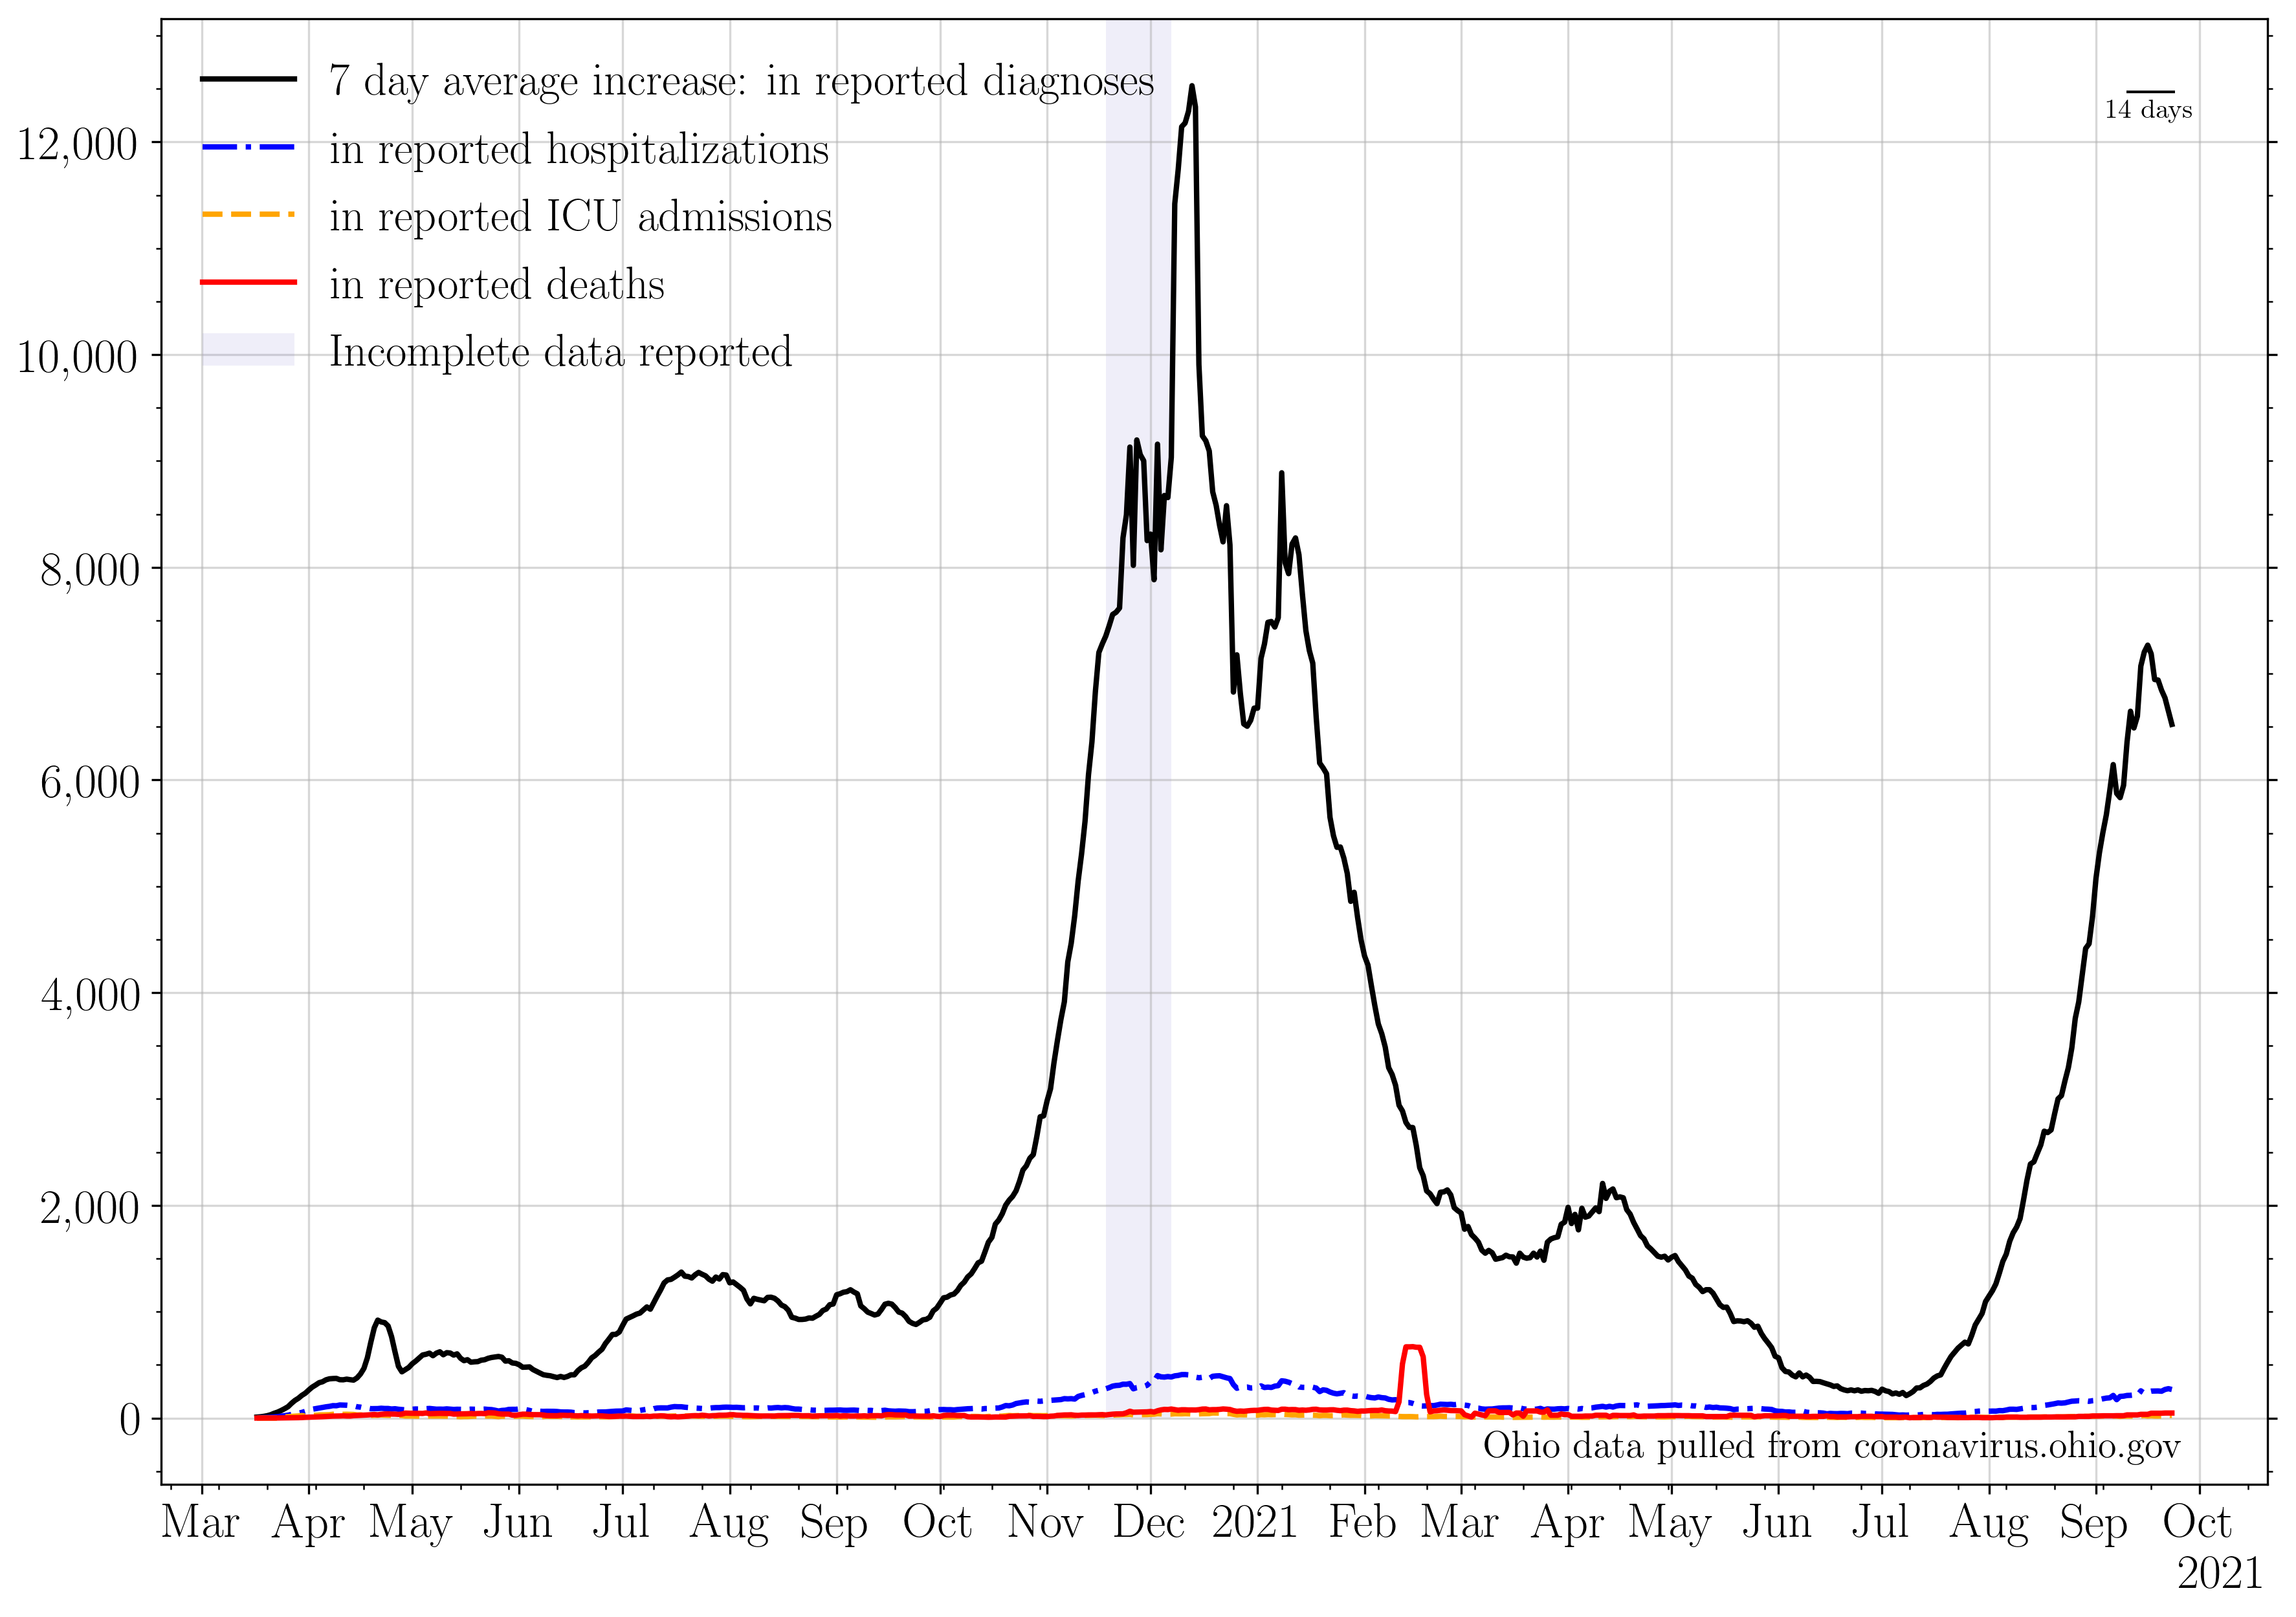 7 day average increase: in reported diagnoses
in reported hospitalizations
in reported ICU admissions
in reported deaths
Incomplete data reported
14 days
12,000
10,000
8,000
6,000
4,000
2,000
0
Ohio data pulled from coronavirus.ohio.gov
Mar Apr May Jun Jul Aug Sep Oct Nov Dec 2021 Feb Mar Apr May Jun Jul Aug Sep Oct
2021